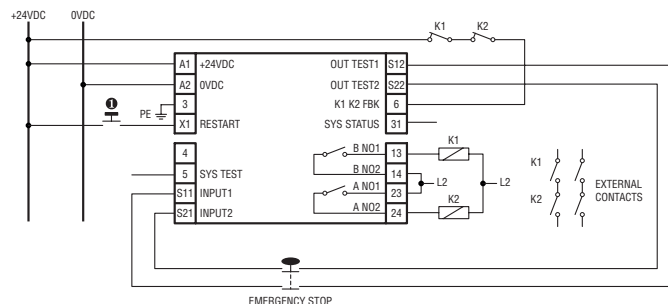 +24VDC 0VDC
K1 K2
A1 +24VDC OUT TEST1 S12
A2 0VDC OUT TEST2 S22
PE 3 K1 K2 FBK 6
1 X1 RESTART SYS STATUS 31
4 B NO1 13 K1
5 SYS TEST B NO2 14
S11 INPUT1 A NO1 23
L2 L2
S21 INPUT2 A NO2 24 K2
K1
K2
EXTERNAL
CONTACTS
EMERGENCY STOP